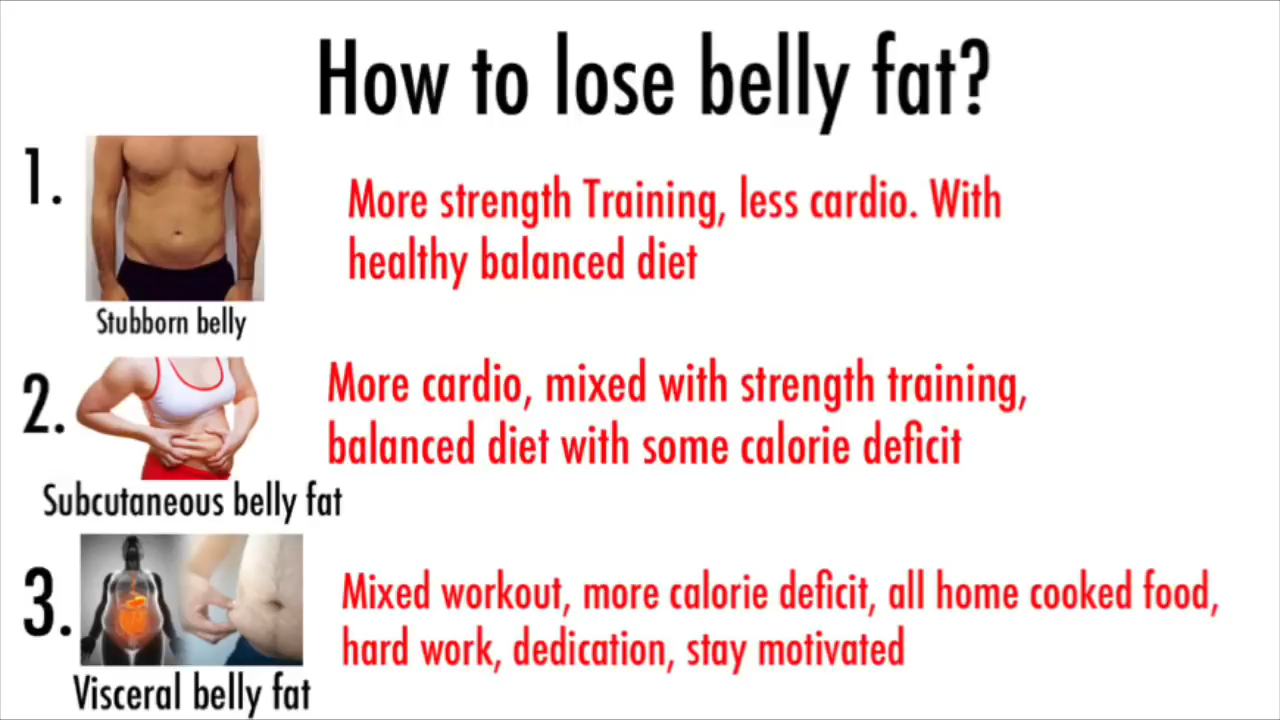 How to lose belly fat?
1.
More strength Training, less cardio. With
healthy balanced diet
Stubborn belly
2.
More cardio, mixed with strength training,
balanced diet with some calorie deficit
Subcutaneous belly fat
3.
Mixed workout, more calorie deficit, all home cooked food,
hard work, dedication, stay motivated
Visceral belly fat